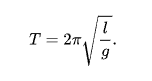 T = 2π√(l/g).